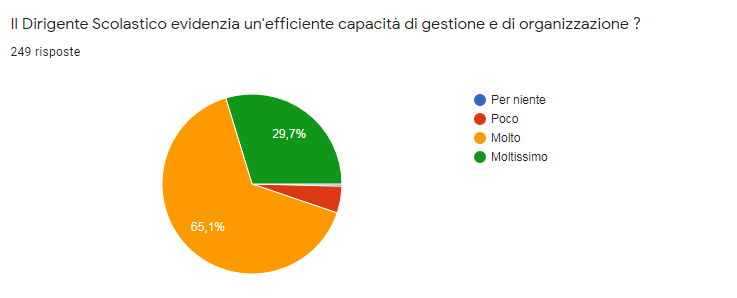 Il Dirigente Scolastico evidenzia un'efficiente capacità di gestione e di organizzazione ?
249 risposte
Per niente
Poco
Molto
Moltissimo
29,7%
65,1%